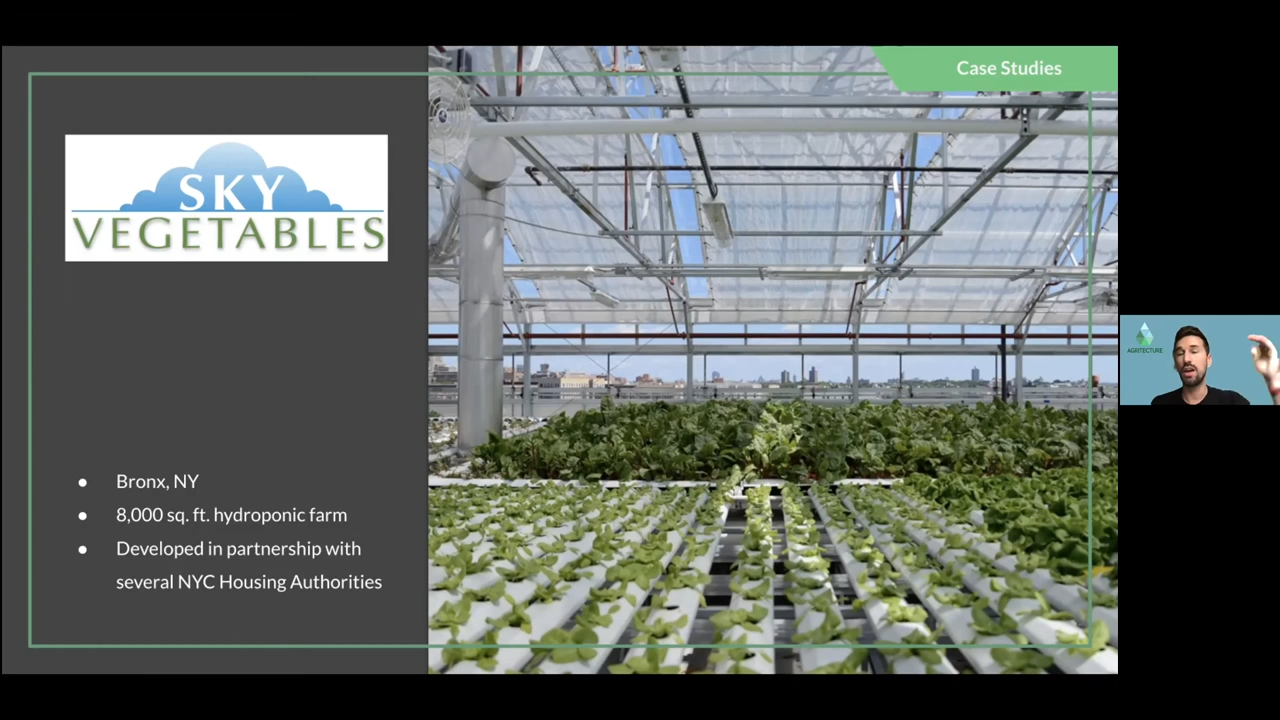 Case Studies
SKY
VEGETABLES
● Bronx, NY
● 8,000 sq. ft. hydroponic farm
● Developed in partnership with
several NYC Housing Authorities
AGRITECTURE